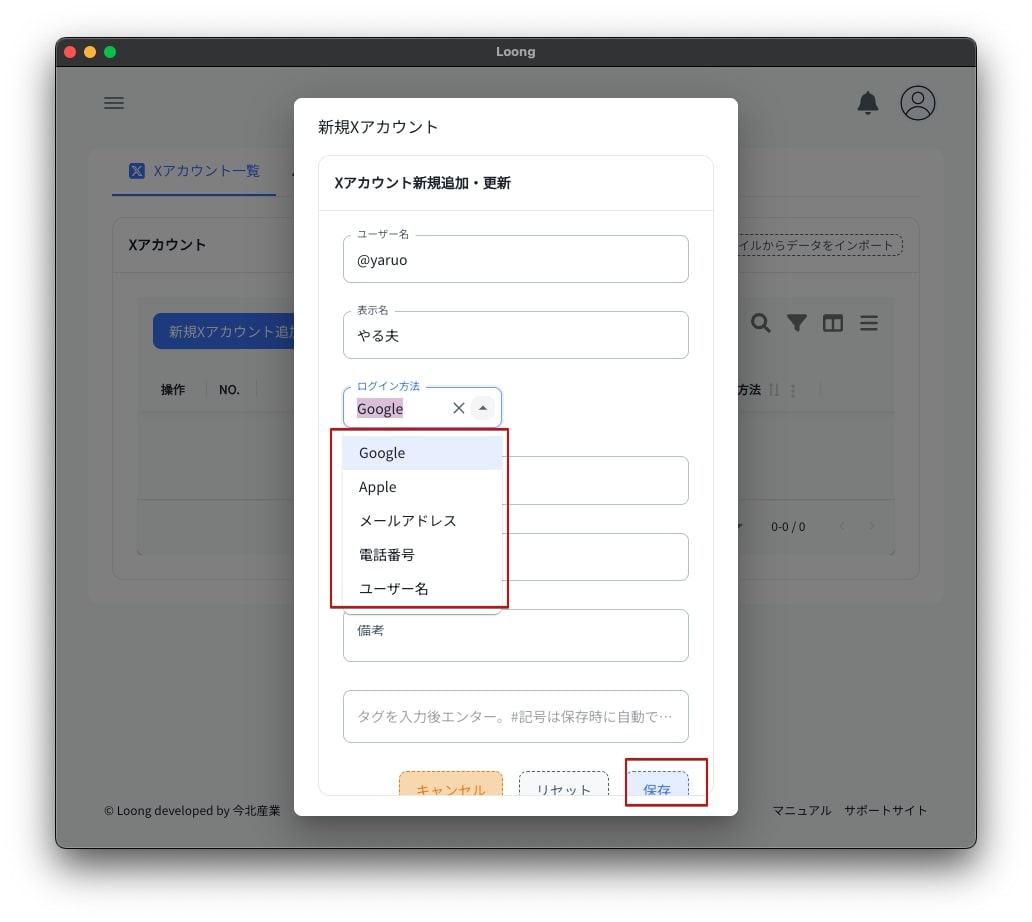 Loong
新規Xアカウント
Xアカウント一覧
Xアカウント新規追加・更新
Xアカウント
イルからデータをインポート
ユーザー名
@yaruo
表示名
やる夫
新規Xアカウント追加
ログイン方法
Google
操作
NO.
方法
Google
Apple
メールアドレス
電話番号
ユーザー名
0-0 / 0
備考
タグを入力後エンター。#記号は保存時に自動で…
キャンセル
リセット
保存
© Loong developed by 今北産業
マニュアル
サポートサイト